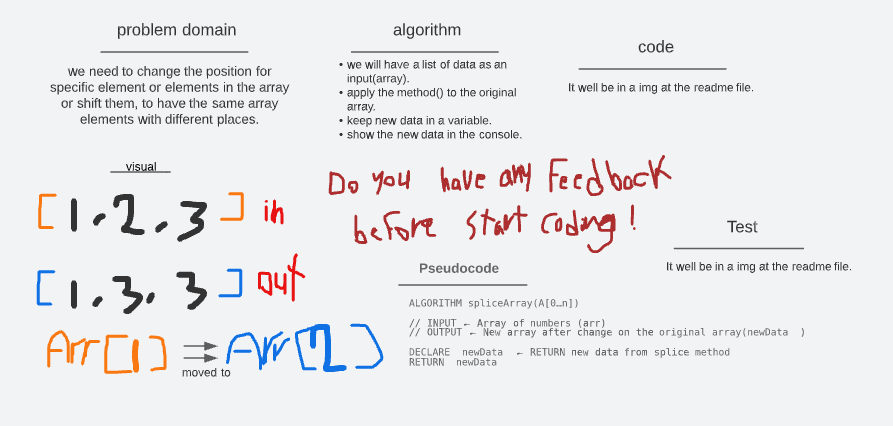 problem domain
we need to change the position for
specific element or elements in the array
or shift them, to have the same array
elements with different places.
algorithm
• we will have a list of data as an
input(array).
• apply the method() to the original
array.
• keep new data in a variable.
• show the new data in the console.
code
It well be in a img at the readme file.
visual
[1,2,3] in
[1,3,3] out
Arr[1] Arr[2]
moved to
Do you have any Feedback
before start coding!
Test
It well be in a img at the readme file.
Pseudocode
ALGORITHM spliceArray(A[0…n])
// INPUT ← Array of numbers (arr)
// OUTPUT ← New array after change on the original array(newData )
DECLARE newData ← RETURN new data from splice method
RETURN newData